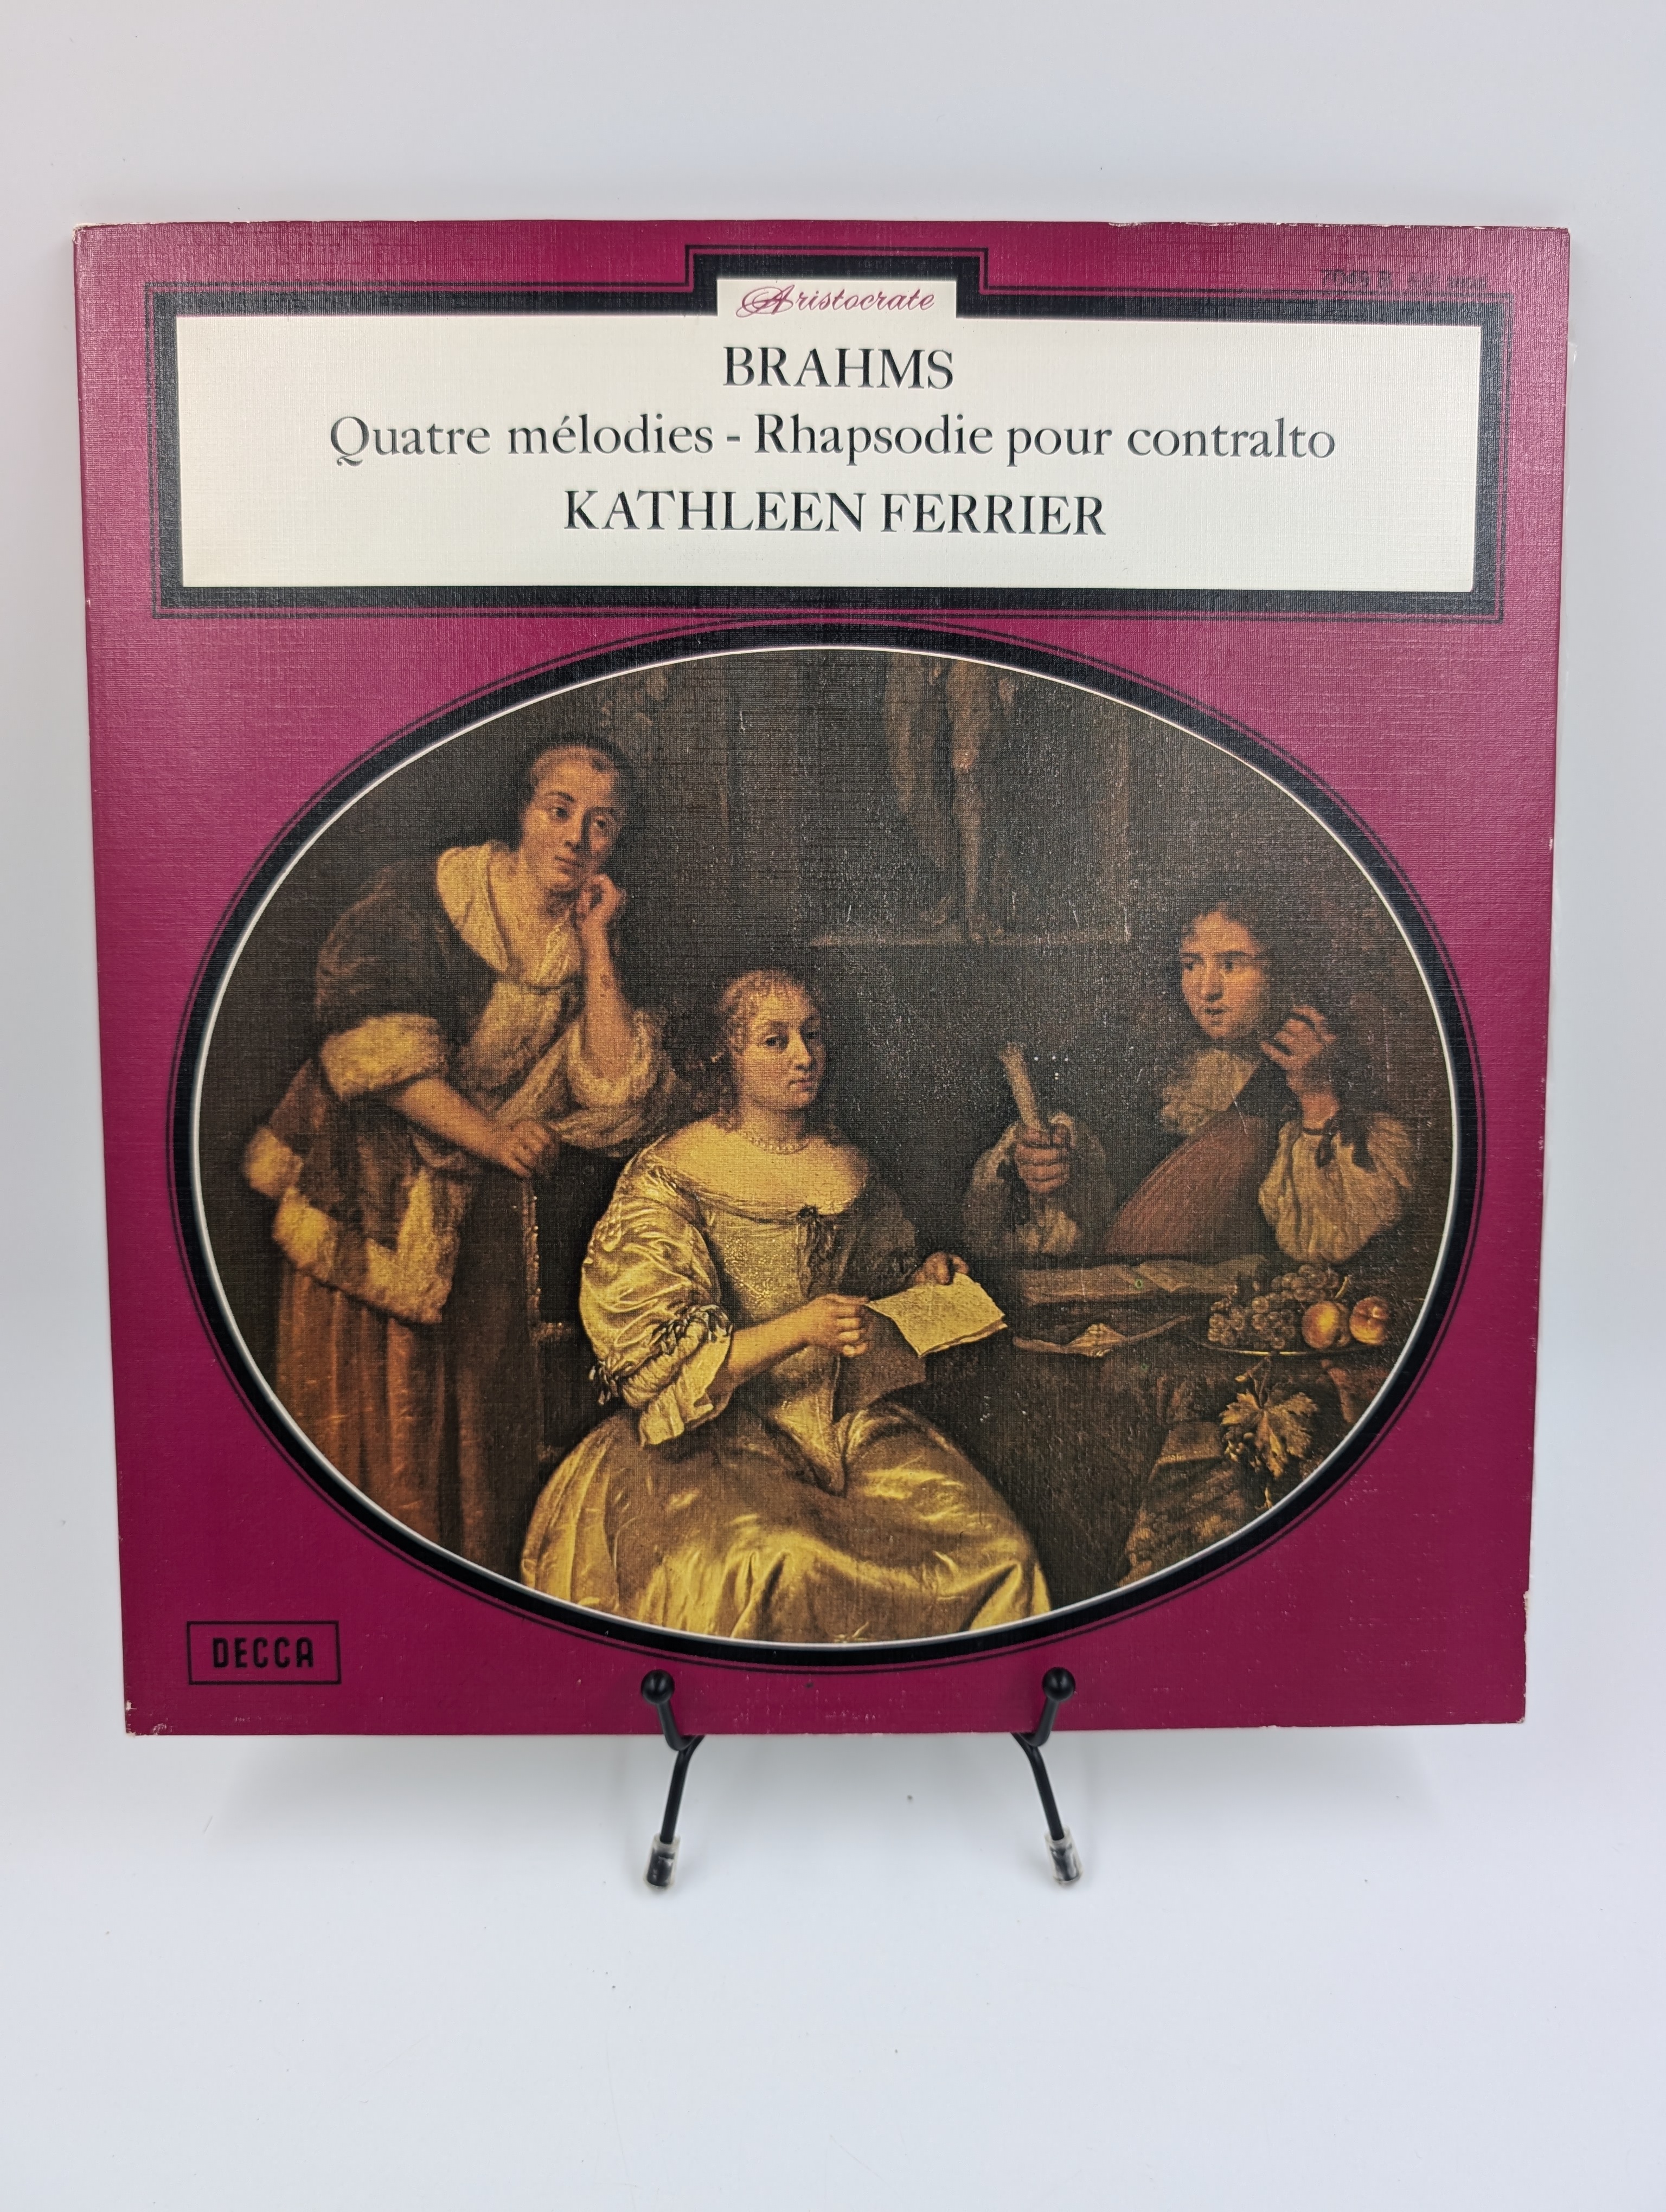 Aristocrate
BRAHMS
Quatre mélodies - Rhapsodie pour contralto
KATHLEEN FERRIER
DECCA